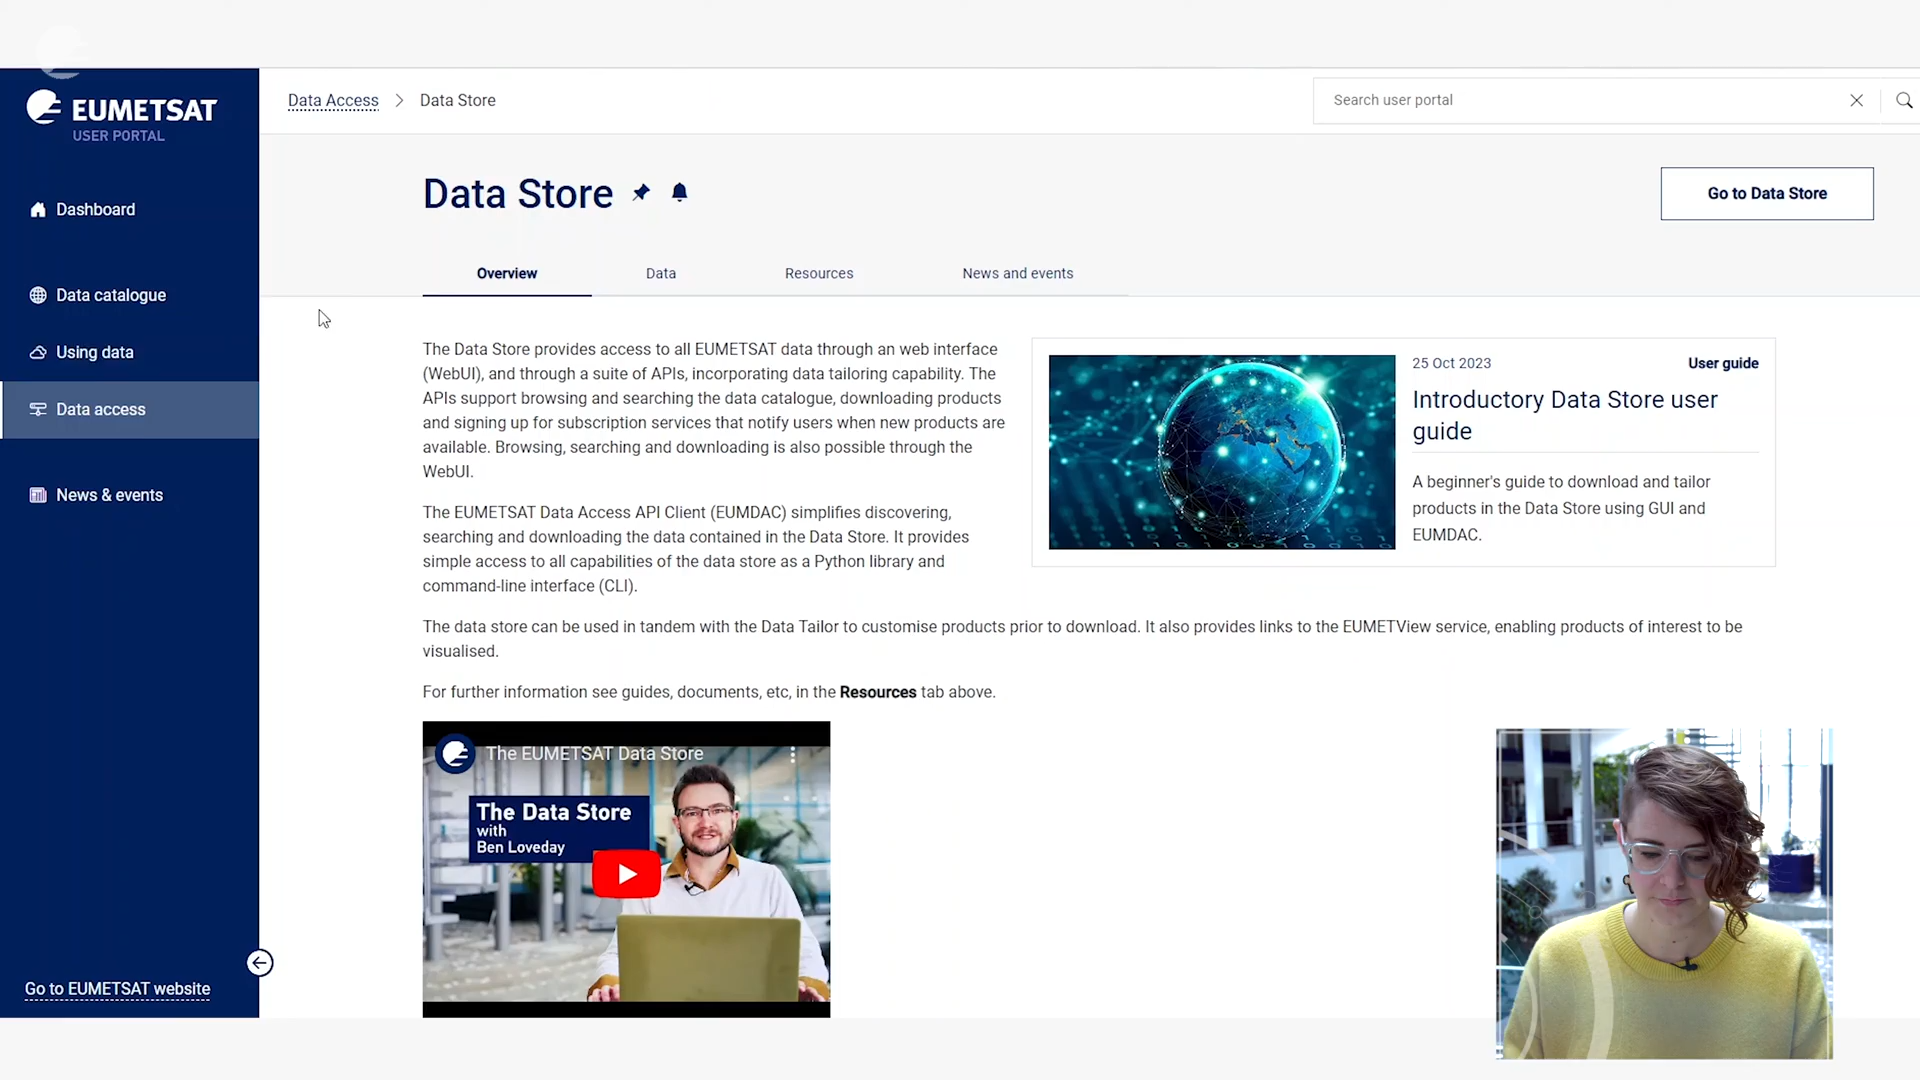 EUMETSAT
USER PORTAL
Dashboard
Data catalogue
Using data
Data access
News & events
Go to EUMETSAT website
Data Access > Data Store
Search user portal
Data Store
Go to Data Store
Overview
Data
Resources
News and events
The Data Store provides access to all EUMETSAT data through an web interface
(WebUI), and through a suite of APIs, incorporating data tailoring capability. The
APIs support browsing and searching the data catalogue, downloading products
and signing up for subscription services that notify users when new products are
available. Browsing, searching and downloading is also possible through the
WebUI.
The EUMETSAT Data Access API Client (EUMDAC) simplifies discovering,
searching and downloading the data contained in the Data Store. It provides
simple access to all capabilities of the data store as a Python library and
command-line interface (CLI).
25 Oct 2023
User guide
Introductory Data Store user
guide
A beginner's guide to download and tailor
products in the Data Store using GUI and
EUMDAC.
The data store can be used in tandem with the Data Tailor to customise products prior to download. It also provides links to the EUMETView service, enabling products of interest to be
visualised.
For further information see guides, documents, etc, in the Resources tab above.
The EUMETSAT Data Store
The Data Store
with
Ben Loveday